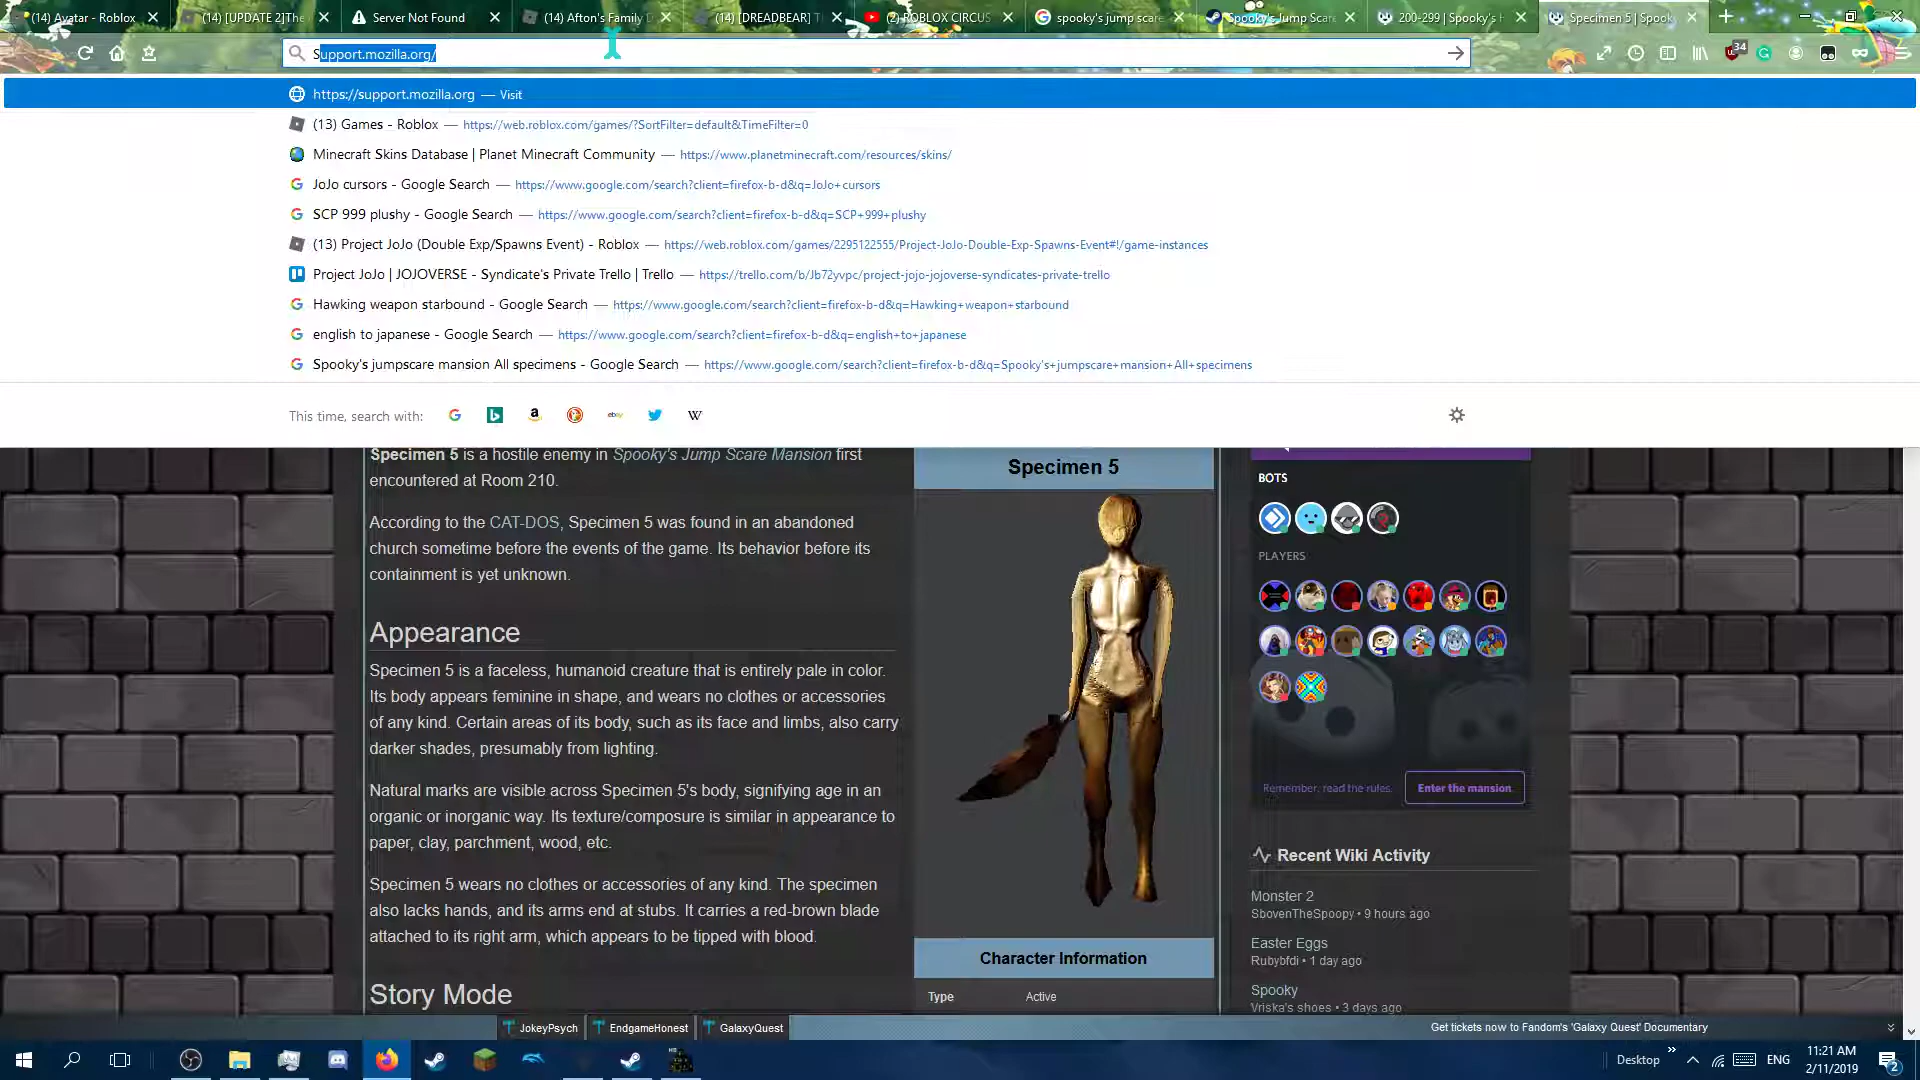 (14) Avatar - Roblox
(14) [UPDATE 2]The
Server Not Found
(14) Afton's Family D
(14) [DREADBEAR] T
(2) ROBLOX CIRCUS
spooky's jump scare
Spooky's Jump Scare
200-299 | Spooky's H
Specimen 5 | Spook
Support.mozilla.org/
34
https://support.mozilla.org — Visit
(13) Games - Roblox — https://web.roblox.com/games/?SortFilter=default&TimeFilter=0
Minecraft Skins Database | Planet Minecraft Community — https://www.planetminecraft.com/resources/skins/
JoJo cursors - Google Search — https://www.google.com/search?client=firefox-b-d&q=JoJo+cursors
SCP 999 plushy - Google Search — https://www.google.com/search?client=firefox-b-d&q=SCP+999+plushy
(13) Project JoJo (Double Exp/Spawns Event) - Roblox — https://web.roblox.com/games/2295122555/Project-JoJo-Double-Exp-Spawns-Event#!/game-instances
Project JoJo | JOJOVERSE - Syndicate's Private Trello | Trello — https://trello.com/b/Jb72yvpc/project-jojo-jojoverse-syndicates-private-trello
Hawking weapon starbound - Google Search — https://www.google.com/search?client=firefox-b-d&q=Hawking+weapon+starbound
english to japanese - Google Search — https://www.google.com/search?client=firefox-b-d&q=english+to+japanese
Spooky's jumpscare mansion All specimens - Google Search — https://www.google.com/search?client=firefox-b-d&q=Spooky's+jumpscare+mansion+All+specimens
This time, search with:
Specimen 5 is a hostile enemy in Spooky's Jump Scare Mansion first
encountered at Room 210.
According to the CAT-DOS, Specimen 5 was found in an abandoned
church sometime before the events of the game. Its behavior before its
containment is yet unknown.
Appearance
Specimen 5 is a faceless, humanoid creature that is entirely pale in color.
Its body appears feminine in shape, and wears no clothes or accessories
of any kind. Certain areas of its body, such as its face and limbs, also carry
darker shades, presumably from lighting.
Natural marks are visible across Specimen 5's body, signifying age in an
organic or inorganic way. Its texture/composure is similar in appearance to
paper, clay, parchment, wood, etc.
Specimen 5 wears no clothes or accessories of any kind. The specimen
also lacks hands, and its arms end at stubs. It carries a red-brown blade
attached to its right arm, which appears to be tipped with blood.
Story Mode
Specimen 5
Character Information
Type Active
BOTS
PLAYERS
Remember, read the rules.
Enter the mansion
Recent Wiki Activity
Monster 2
SbovenTheSpoopy • 9 hours ago
Easter Eggs
Rubybfdi • 1 day ago
Spooky
Vriska's shoes • 3 days ago
JokeyPsych
EndgameHonest
GalaxyQuest
Get tickets now to Fandom's 'Galaxy Quest' Documentary
Desktop
ENG
11:21 AM
2/11/2019
2